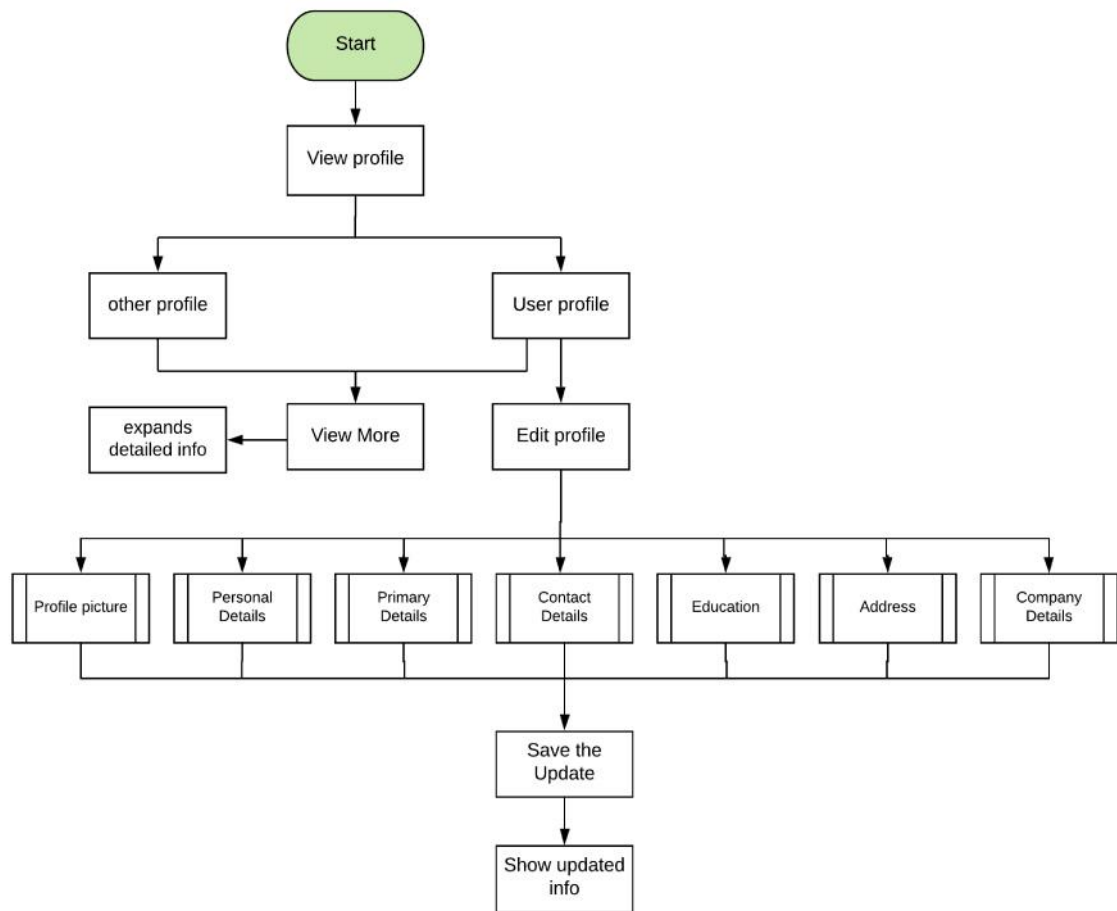 Start
View profile
other profile
User profile
expands
detailed info
View More
Edit profile
Profile picture
Personal
Details
Primary
Details
Contact
Details
Education
Address
Company
Details
Save the
Update
Show updated
info